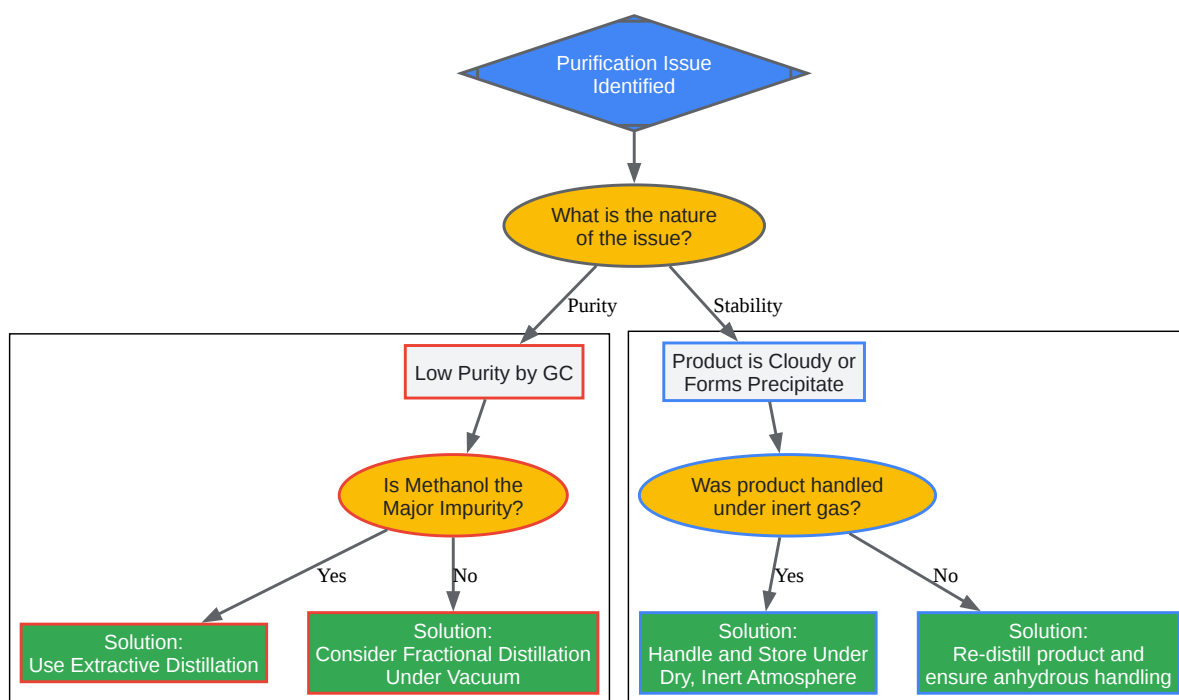 Purification Issue
Identified
What is the nature
of the issue?
Purity
Stability
Low Purity by GC
Product is Cloudy or
Forms Precipitate
Is Methanol the
Major Impurity?
Was product handled
under inert gas?
Yes
No
Yes
No
Solution:
Use Extractive Distillation
Solution:
Consider Fractional Distillation
Under Vacuum
Solution:
Handle and Store Under
Dry, Inert Atmosphere
Solution:
Re-distill product and
ensure anhydrous handling